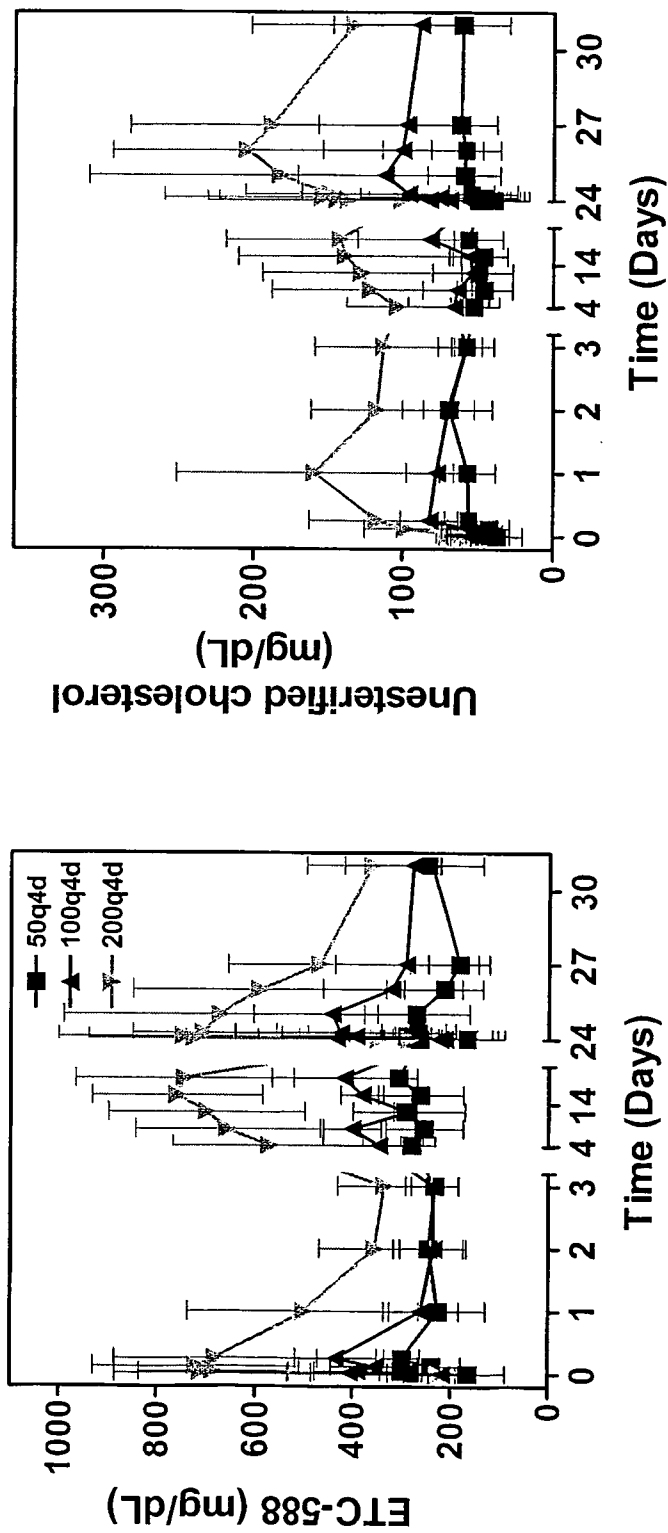 ETC-588 (mg/dL)
1000
800
600
400
200
0
50q4d
100q4d
200q4d
0 1 2 3 4 14 24 27 30
Time (Days)
Unesterified cholesterol
(mg/dL)
300
200
100
0
0 1 2 3 4 14 24 27 30
Time (Days)